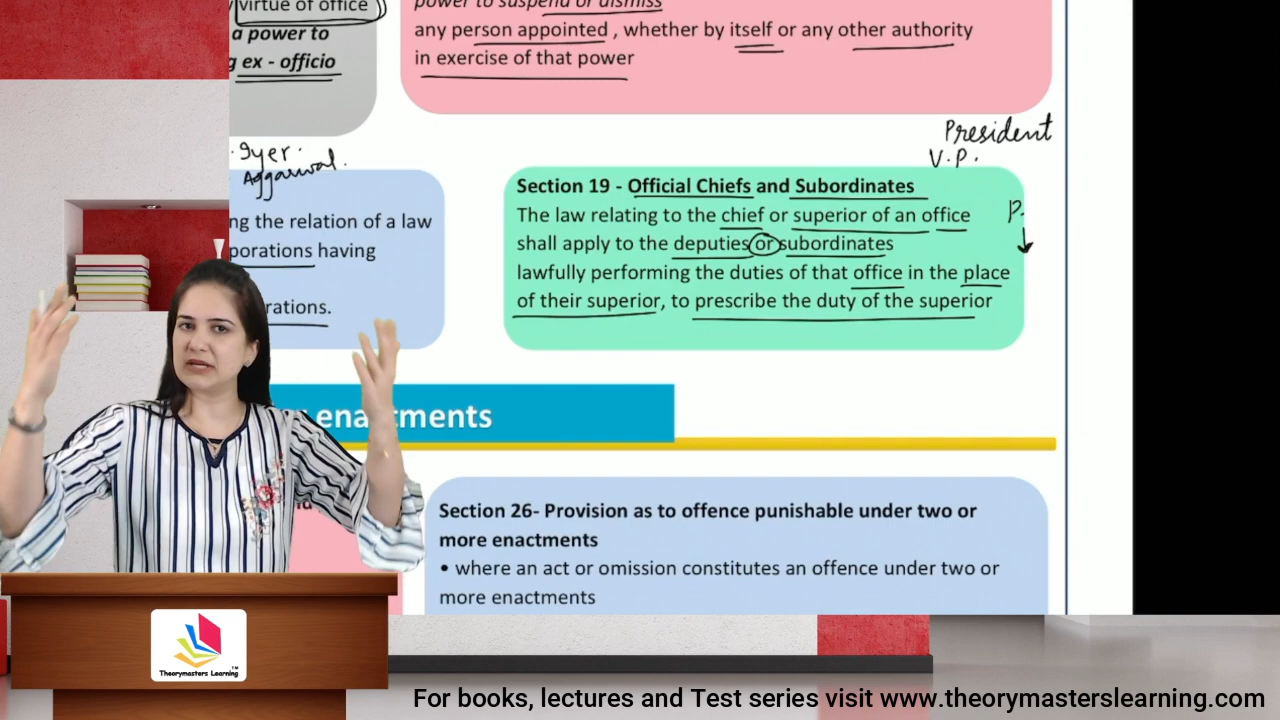 virtue of office
a power to
g ex - officio
power to suspend or dismiss
any person appointed , whether by itself or any other authority
in exercise of that power
President
V.P.
Iyer.
Aggarwal.
ng the relation of a law
porations having
rations.
Section 19 - Official Chiefs and Subordinates
The law relating to the chief or superior of an office
shall apply to the deputies or subordinates
lawfully performing the duties of that office in the place
of their superior, to prescribe the duty of the superior
P.
enactments
Section 26- Provision as to offence punishable under two or
more enactments
• where an act or omission constitutes an offence under two or
more enactments
Theorymasters Learning™
For books, lectures and Test series visit www.theorymasterslearning.com